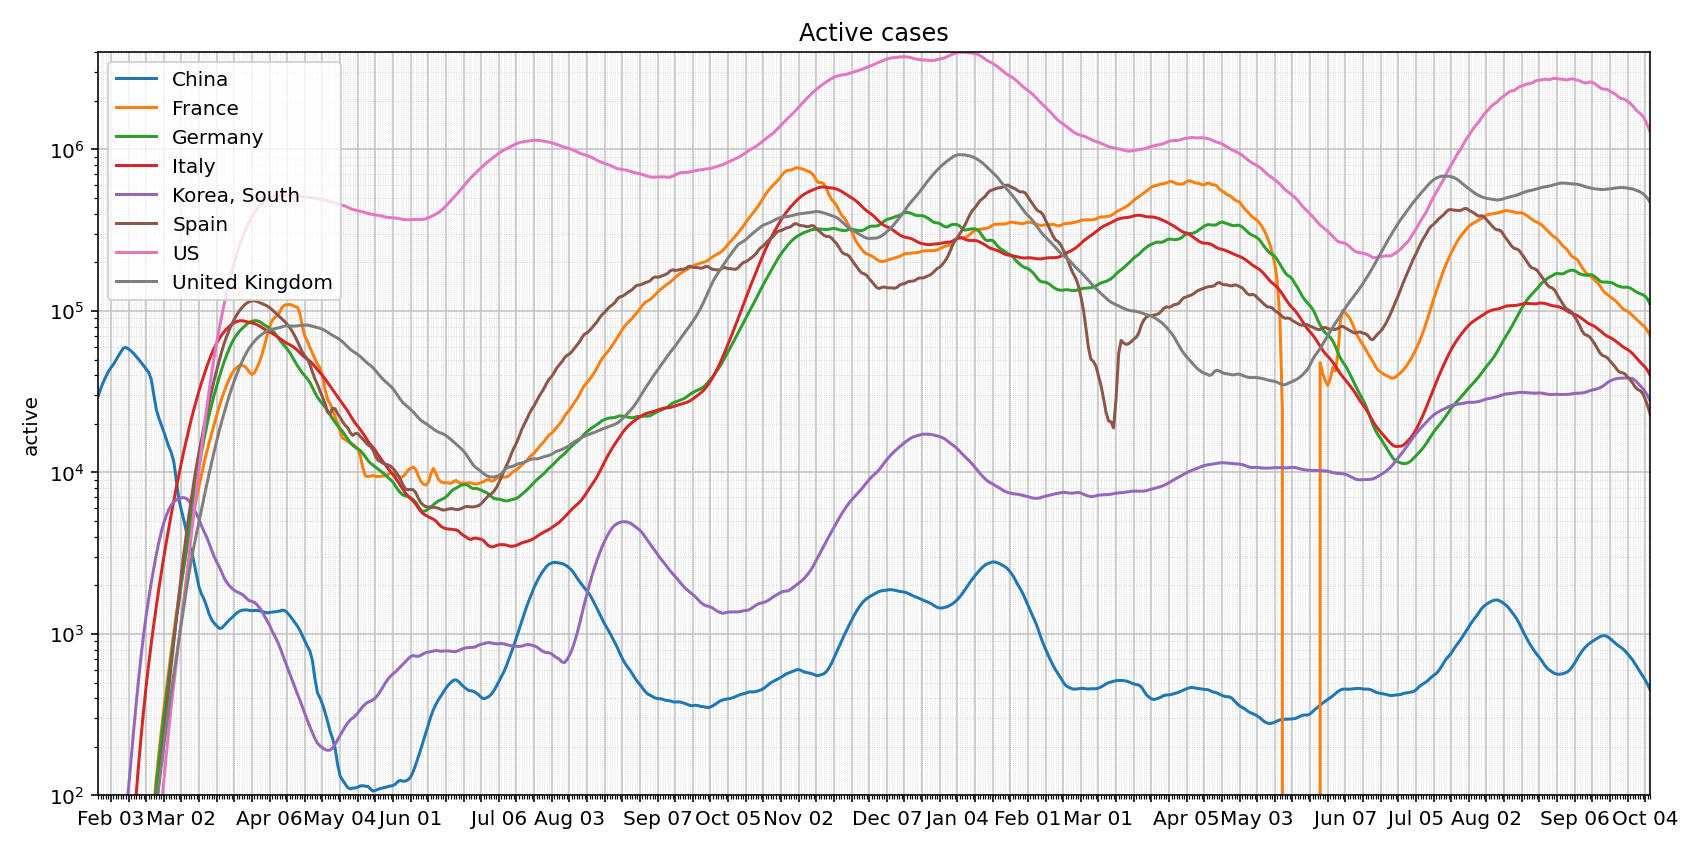 Active cases
China
France
Germany
Italy
Korea, South
Spain
US
United Kingdom
active
10^6
10^5
10^4
10^3
10^2
Feb 03 Mar 02 Apr 06 May 04 Jun 01 Jul 06 Aug 03 Sep 07 Oct 05 Nov 02 Dec 07 Jan 04 Feb 01 Mar 01 Apr 05 May 03 Jun 07 Jul 05 Aug 02 Sep 06 Oct 04